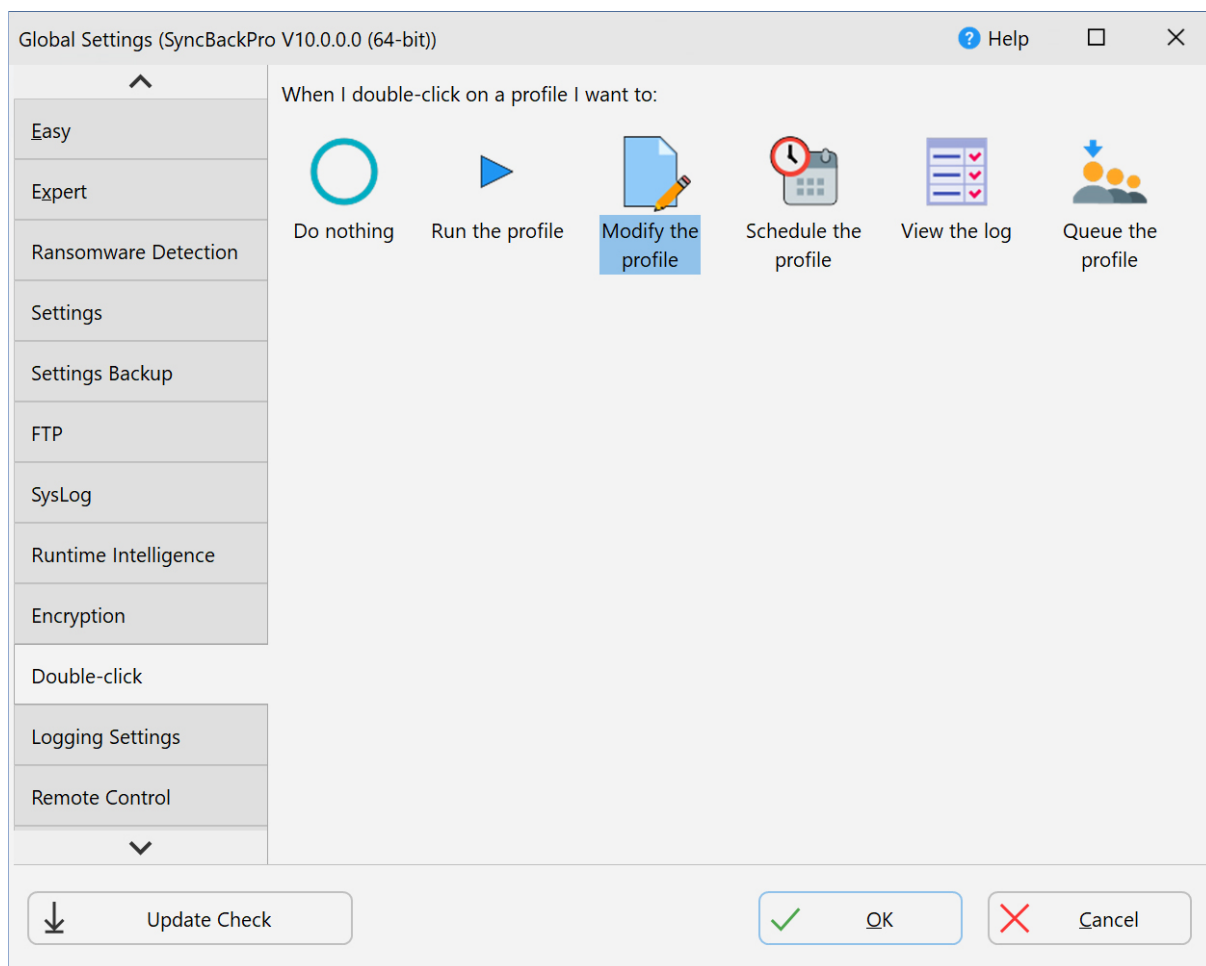 Global Settings (SyncBackPro V10.0.0.0 (64-bit))
? Help
When I double-click on a profile I want to:
Easy
Expert
Ransomware Detection
Settings
Settings Backup
FTP
SysLog
Runtime Intelligence
Encryption
Double-click
Logging Settings
Remote Control
Do nothing
Run the profile
Modify the
profile
Schedule the
profile
View the log
Queue the
profile
Update Check
OK
Cancel